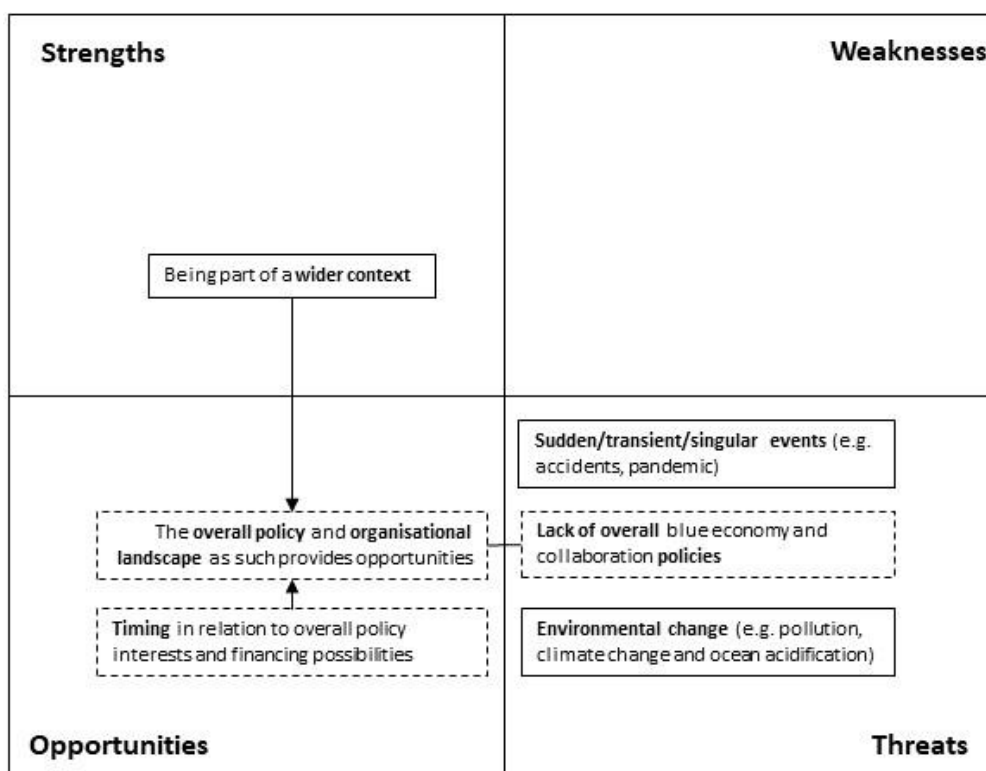 Strengths
Weaknesses
Being part of a wider context
Sudden/transient/singular events (e.g.
accidents, pandemic)
The overall policy and organisational
landscape as such provides opportunities
Lack of overall blue economy and
collaboration policies
Timing in relation to overall policy
interests and financing possibilities
Environmental change (e.g. pollution,
climate change and ocean acidification)
Opportunities
Threats